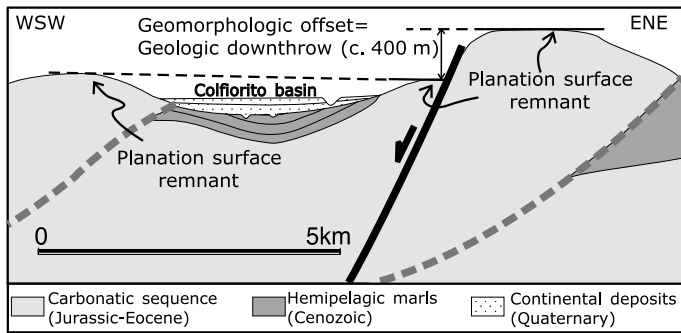 WSW
Geomorphologic offset=
Geologic downthrow (c. 400 m)
ENE
Colfiorito basin
Planation surface
remnant
Planation surface
remnant
0
5km
Carbonatic sequence
(Jurassic-Eocene)
Hemipelagic marls
(Cenozoic)
Continental deposits
(Quaternary)